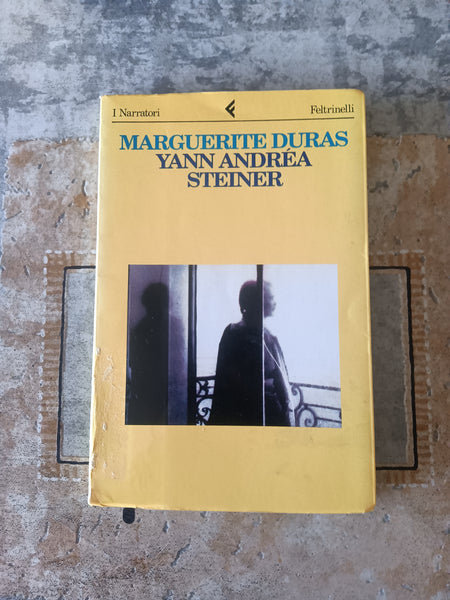 I Narratori Feltrinelli
MARGUERITE DURAS
YANN ANDRÉA
STEINER